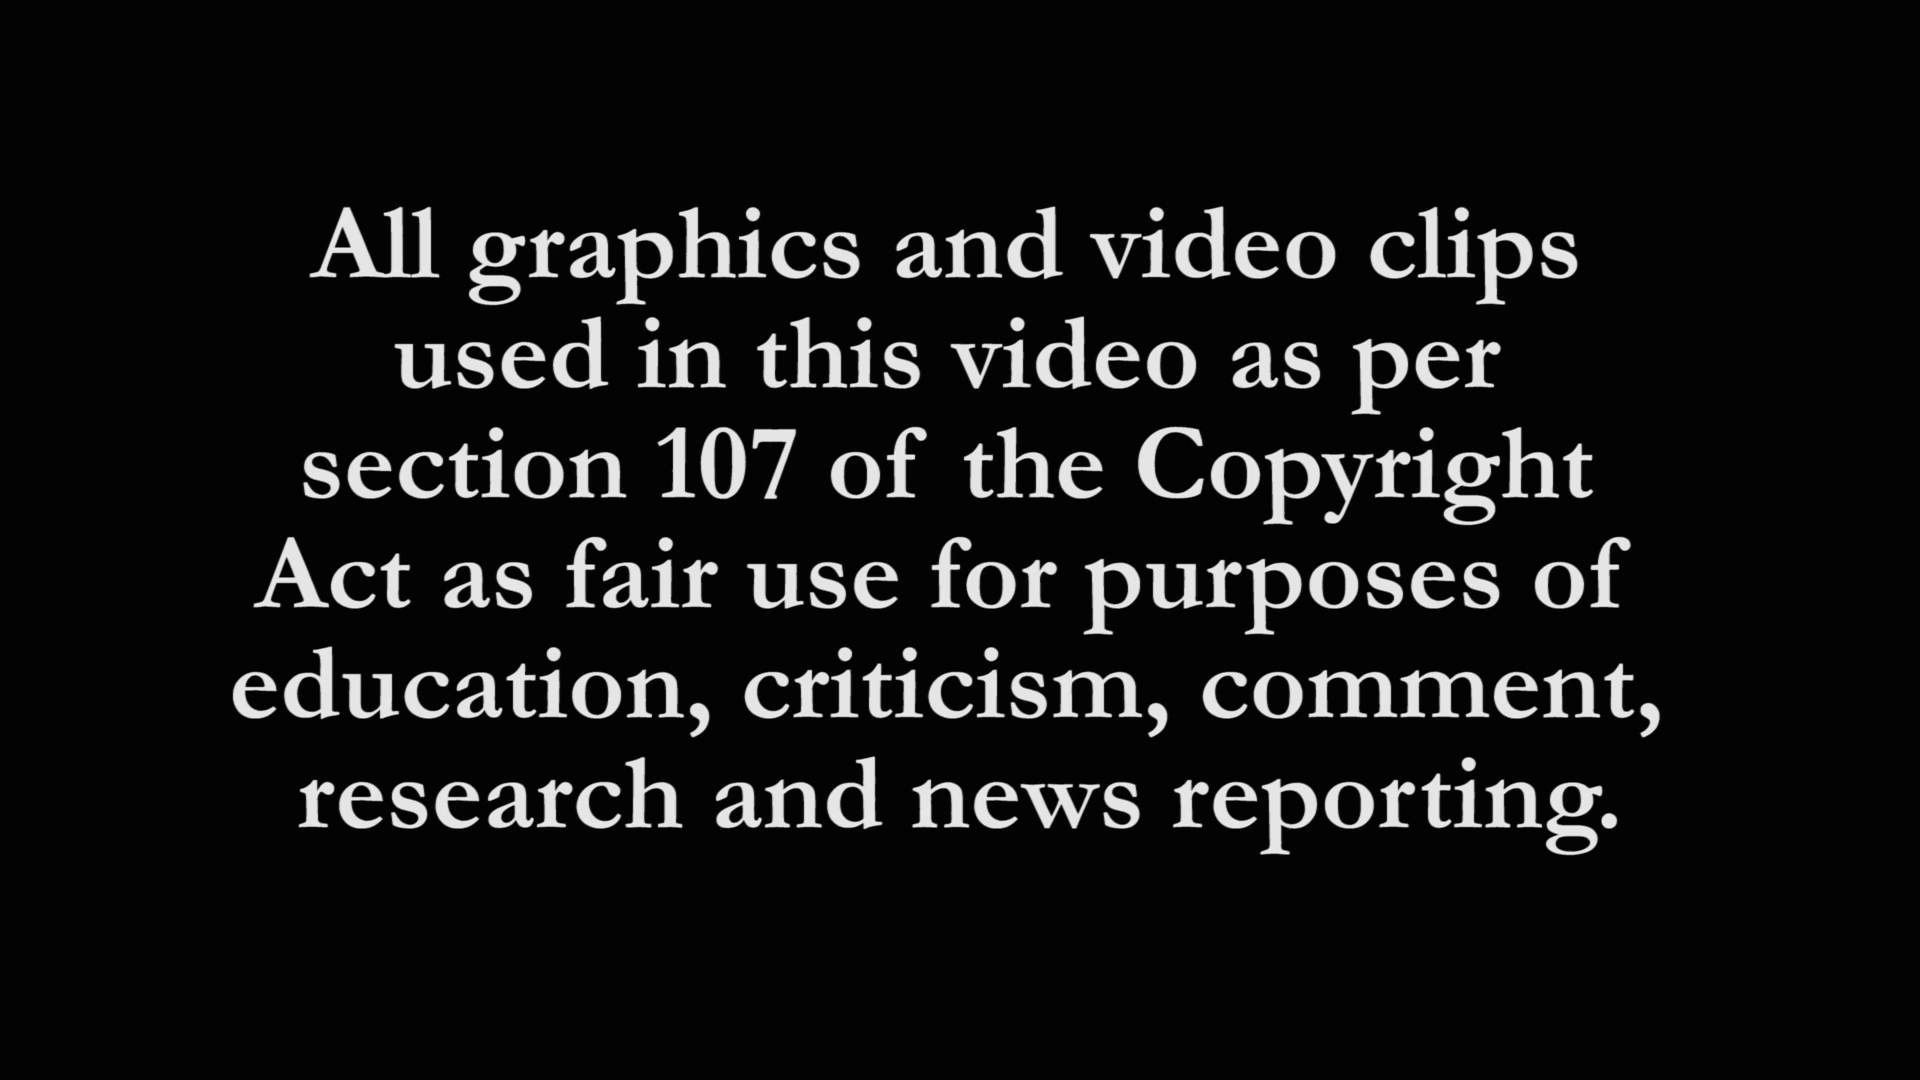 All graphics and video clips
used in this video as per
section 107 of the Copyright
Act as fair use for purposes of
education, criticism, comment,
research and news reporting.